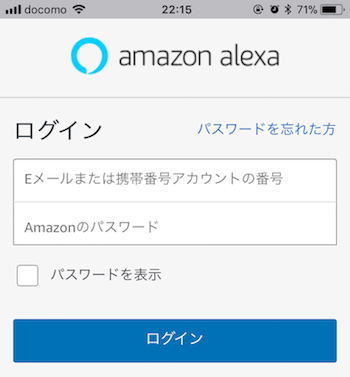 docomo 22:15 71%
amazon alexa
ログイン パスワードを忘れた方
Eメールまたは携帯番号アカウントの番号
Amazonのパスワード
パスワードを表示
ログイン